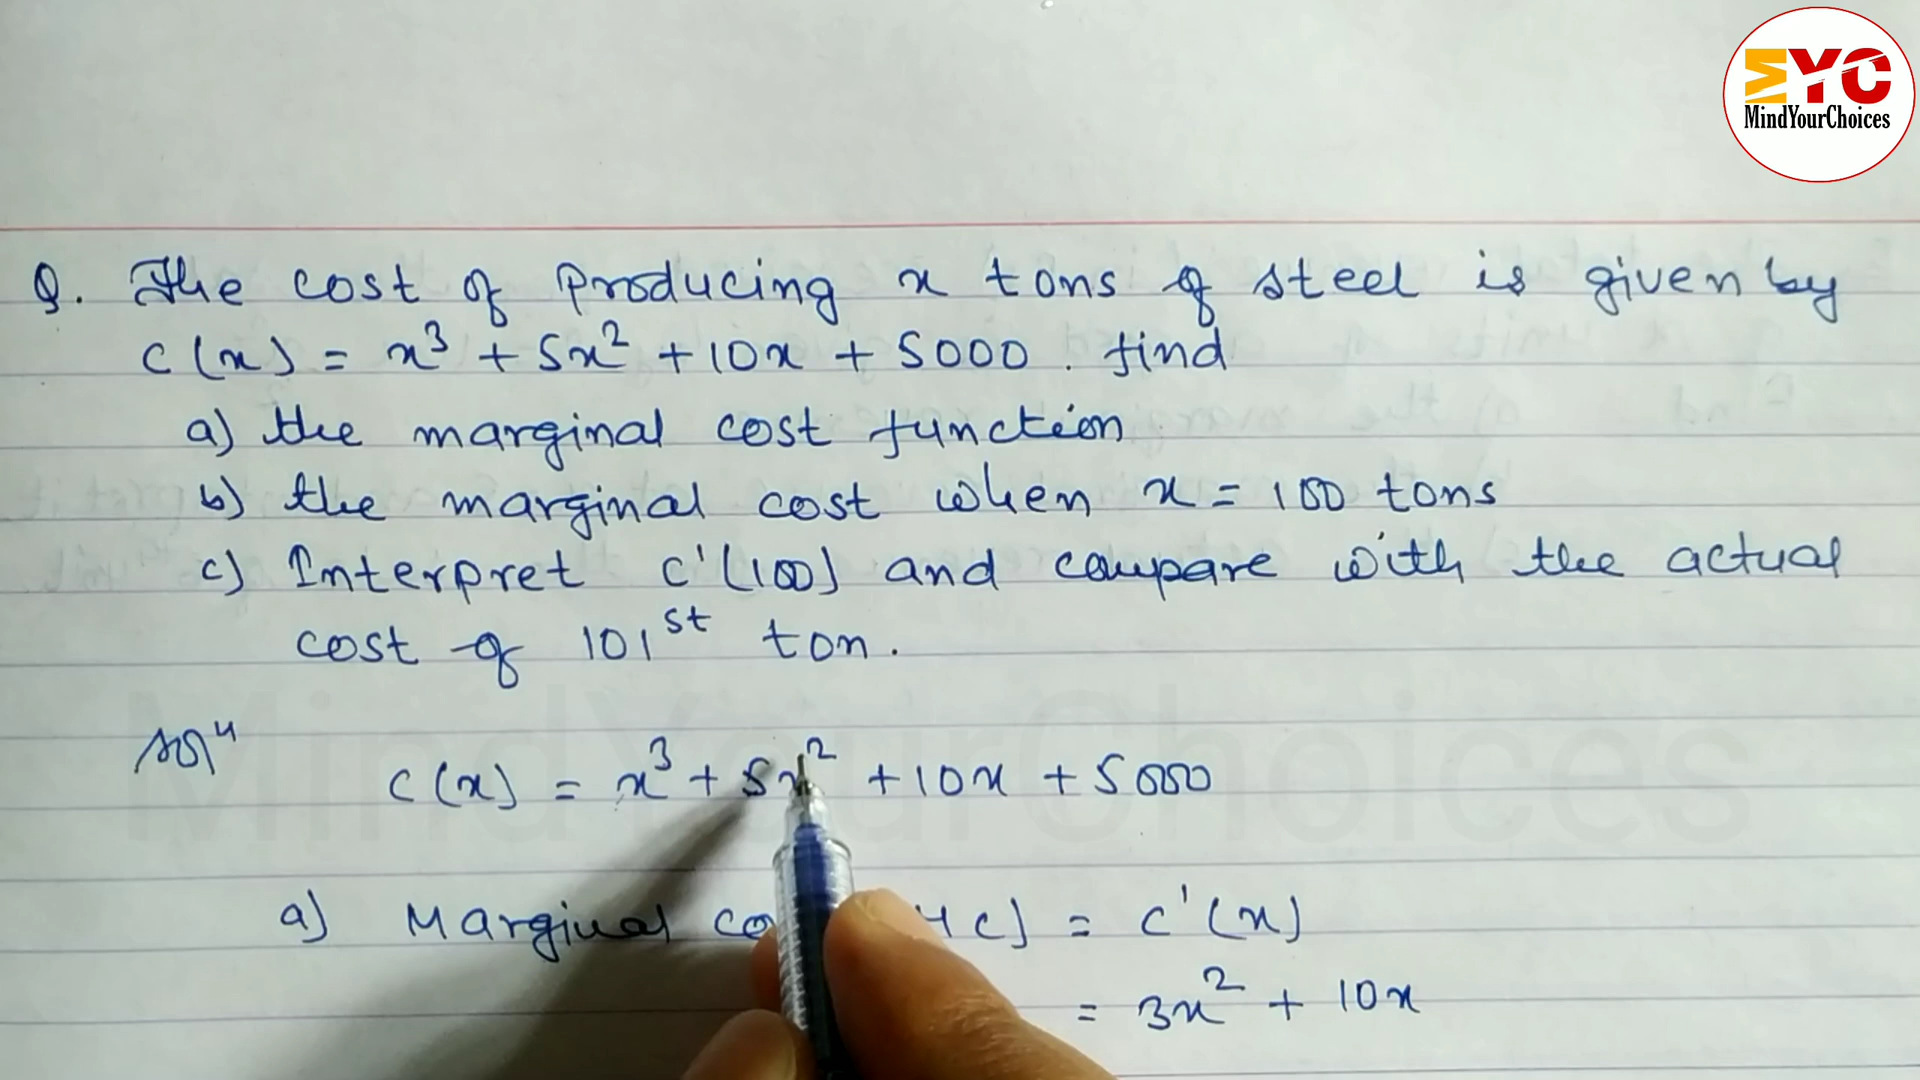 MYC
MindYourChoices
Q. The cost of producing x tons of steel is given by
C(x) = x³ + 5x² + 10x + 5000. find
a) the marginal cost function
b) the marginal cost when x = 100 tons
c) Interpret C'(100) and compare with the actual
cost of 101st ton.
MindYourChoices
Solⁿ
C(x) = x³ + 5x² + 10x + 5000
a) Marginal C) = C'(x)
= 3x² + 10x